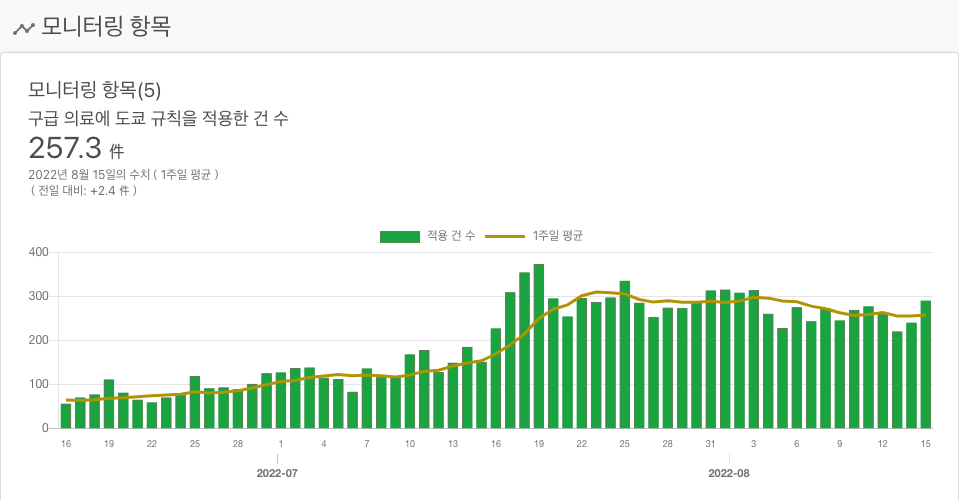 모니터링 항목
모니터링 항목(5)
구급 의료에 도쿄 규칙을 적용한 건 수
257.3 件
2022년 8월 15일의 수치 ( 1주일 평균 )
( 전일 대비: +2.4 件 )
적용 건 수 1주일 평균
400
300
200
100
0
16 19 22 25 28 1 4 7 10 13 16 19 22 25 28 31 3 6 9 12 15
2022-07 2022-08